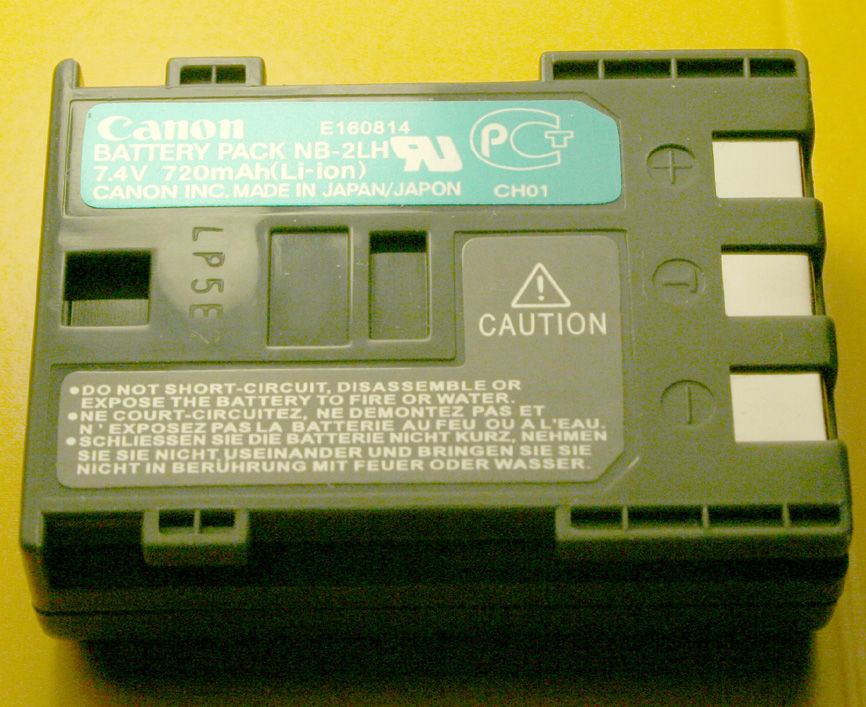 Canon E160814
BATTERY PACK NB-2LH
7.4V 720mAh(Li-ion)
CANON INC. MADE IN JAPAN/JAPON CH01
PCT
+
T
−
LP5E
CAUTION
•DO NOT SHORT-CIRCUIT, DISASSEMBLE OR
EXPOSE THE BATTERY TO FIRE OR WATER.
•NE COURT-CIRCUITEZ, NE DEMONTEZ PAS ET
N'EXPOSEZ PAS LA BATTERIE AU FEU OU A L'EAU.
•SCHLIESSEN SIE DIE BATTERIE NICHT KURZ, NEHMEN
SIE SIE NICHT USEINANDER UND BRINGEN SIE SIE
NICHT IN BERÜHRUNG MIT FEUER ODER WASSER.